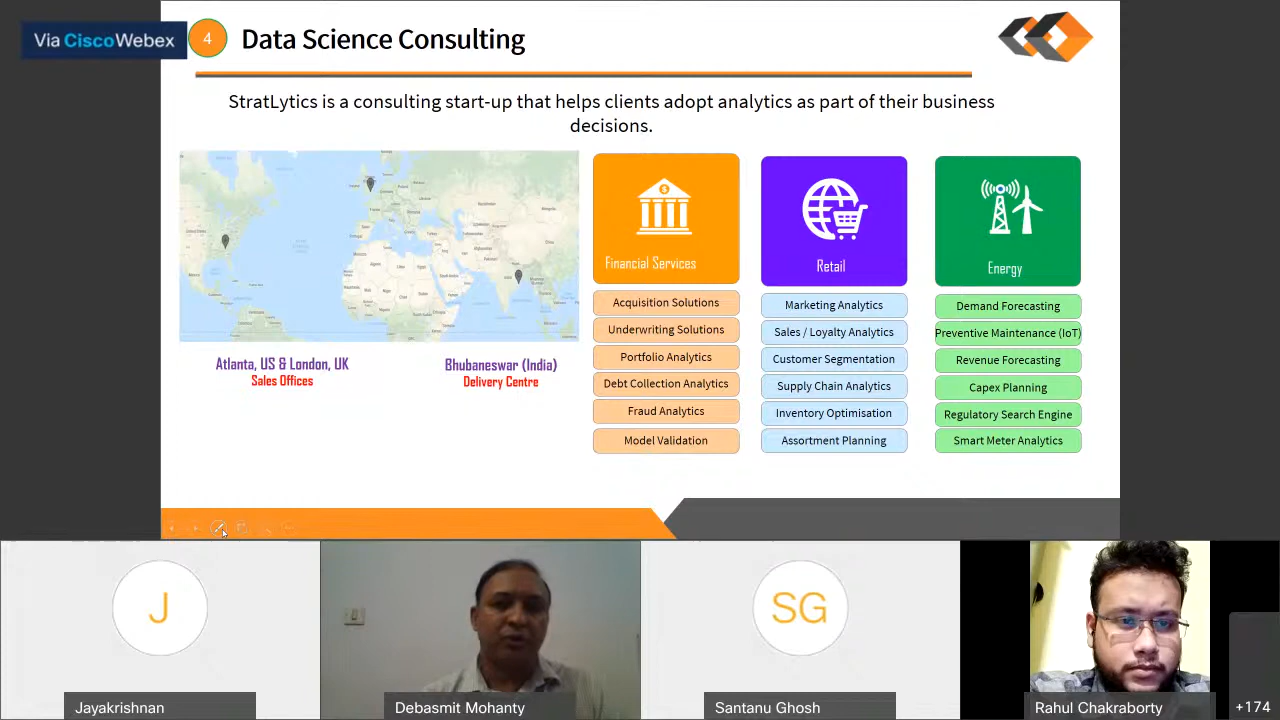 Via CiscoWebex
4
Data Science Consulting
StratLytics is a consulting start-up that helps clients adopt analytics as part of their business
decisions.
Atlanta, US & London, UK
Sales Offices
Bhubaneswar (India)
Delivery Centre
Financial Services
Acquisition Solutions
Underwriting Solutions
Portfolio Analytics
Debt Collection Analytics
Fraud Analytics
Model Validation
Retail
Marketing Analytics
Sales / Loyalty Analytics
Customer Segmentation
Supply Chain Analytics
Inventory Optimisation
Assortment Planning
Energy
Demand Forecasting
Preventive Maintenance (IoT)
Revenue Forecasting
Capex Planning
Regulatory Search Engine
Smart Meter Analytics
J
Jayakrishnan
Debasmit Mohanty
SG
Santanu Ghosh
Rahul Chakraborty
+174